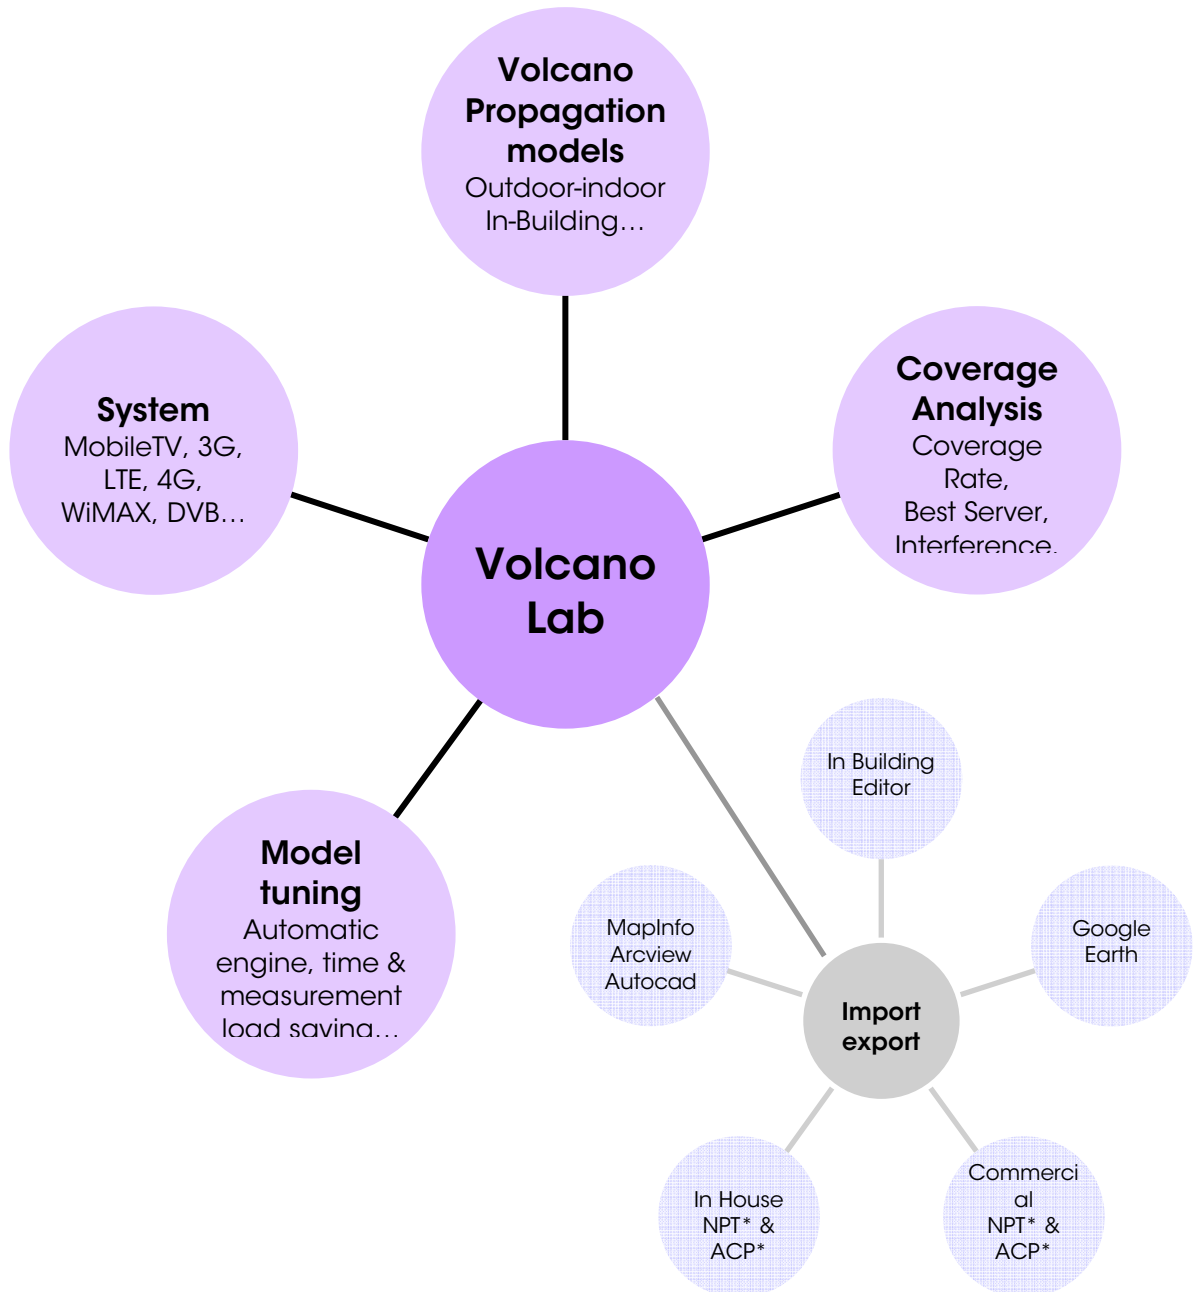 Volcano
Propagation
models
Outdoor-indoor
In-Building...
System
MobileTV, 3G,
LTE, 4G,
WiMAX, DVB...
Coverage
Analysis
Coverage
Rate,
Best Server,
Interference,
Volcano
Lab
Model
tuning
Automatic
engine, time &
measurement
load saving...
In Building
Editor
MapInfo
Arcview
Autocad
Google
Earth
Import
export
In House
NPT* &
ACP*
Commerci
al
NPT* &
ACP*